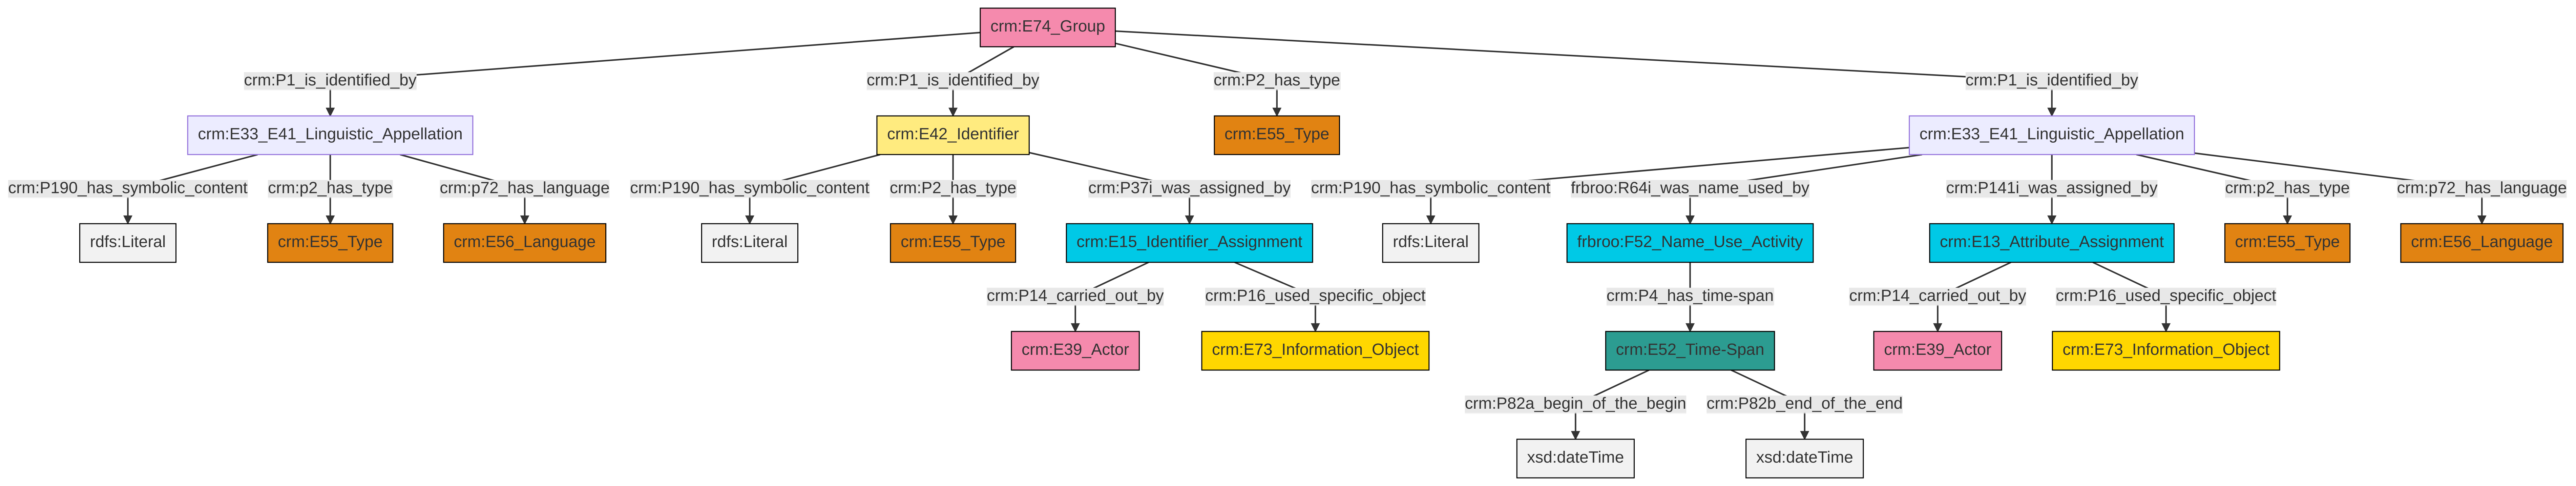 crm:E74_Group
crm:P1_is_identified_by
crm:P1_is_identified_by
crm:P2_has_type
crm:P1_is_identified_by
crm:E33_E41_Linguistic_Appellation
crm:E42_Identifier
crm:E55_Type
crm:E33_E41_Linguistic_Appellation
crm:P190_has_symbolic_content
crm:p2_has_type
crm:p72_has_language
crm:P190_has_symbolic_content
crm:P2_has_type
crm:P37i_was_assigned_by
crm:P190_has_symbolic_content
frbroo:R64i_was_name_used_by
crm:P141i_was_assigned_by
crm:p2_has_type
crm:p72_has_language
rdfs:Literal
crm:E55_Type
crm:E56_Language
rdfs:Literal
crm:E55_Type
crm:E15_Identifier_Assignment
rdfs:Literal
frbroo:F52_Name_Use_Activity
crm:E13_Attribute_Assignment
crm:E55_Type
crm:E56_Language
crm:P14_carried_out_by
crm:P16_used_specific_object
crm:P4_has_time-span
crm:P14_carried_out_by
crm:P16_used_specific_object
crm:E39_Actor
crm:E73_Information_Object
crm:E52_Time-Span
crm:E39_Actor
crm:E73_Information_Object
crm:P82a_begin_of_the_begin
crm:P82b_end_of_the_end
xsd:dateTime
xsd:dateTime